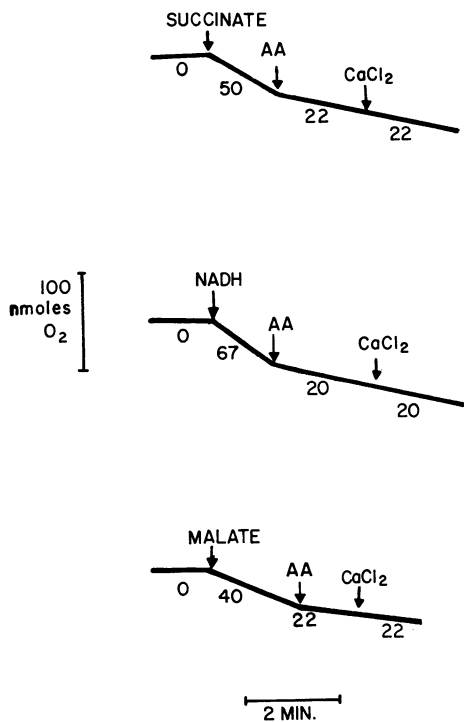 SUCCINATE
AA
CaCl2
0
50
22
22
100
nmoles
O2
NADH
AA
CaCl2
0
67
20
20
MALATE
AA
CaCl2
0
40
22
22
2 MIN.